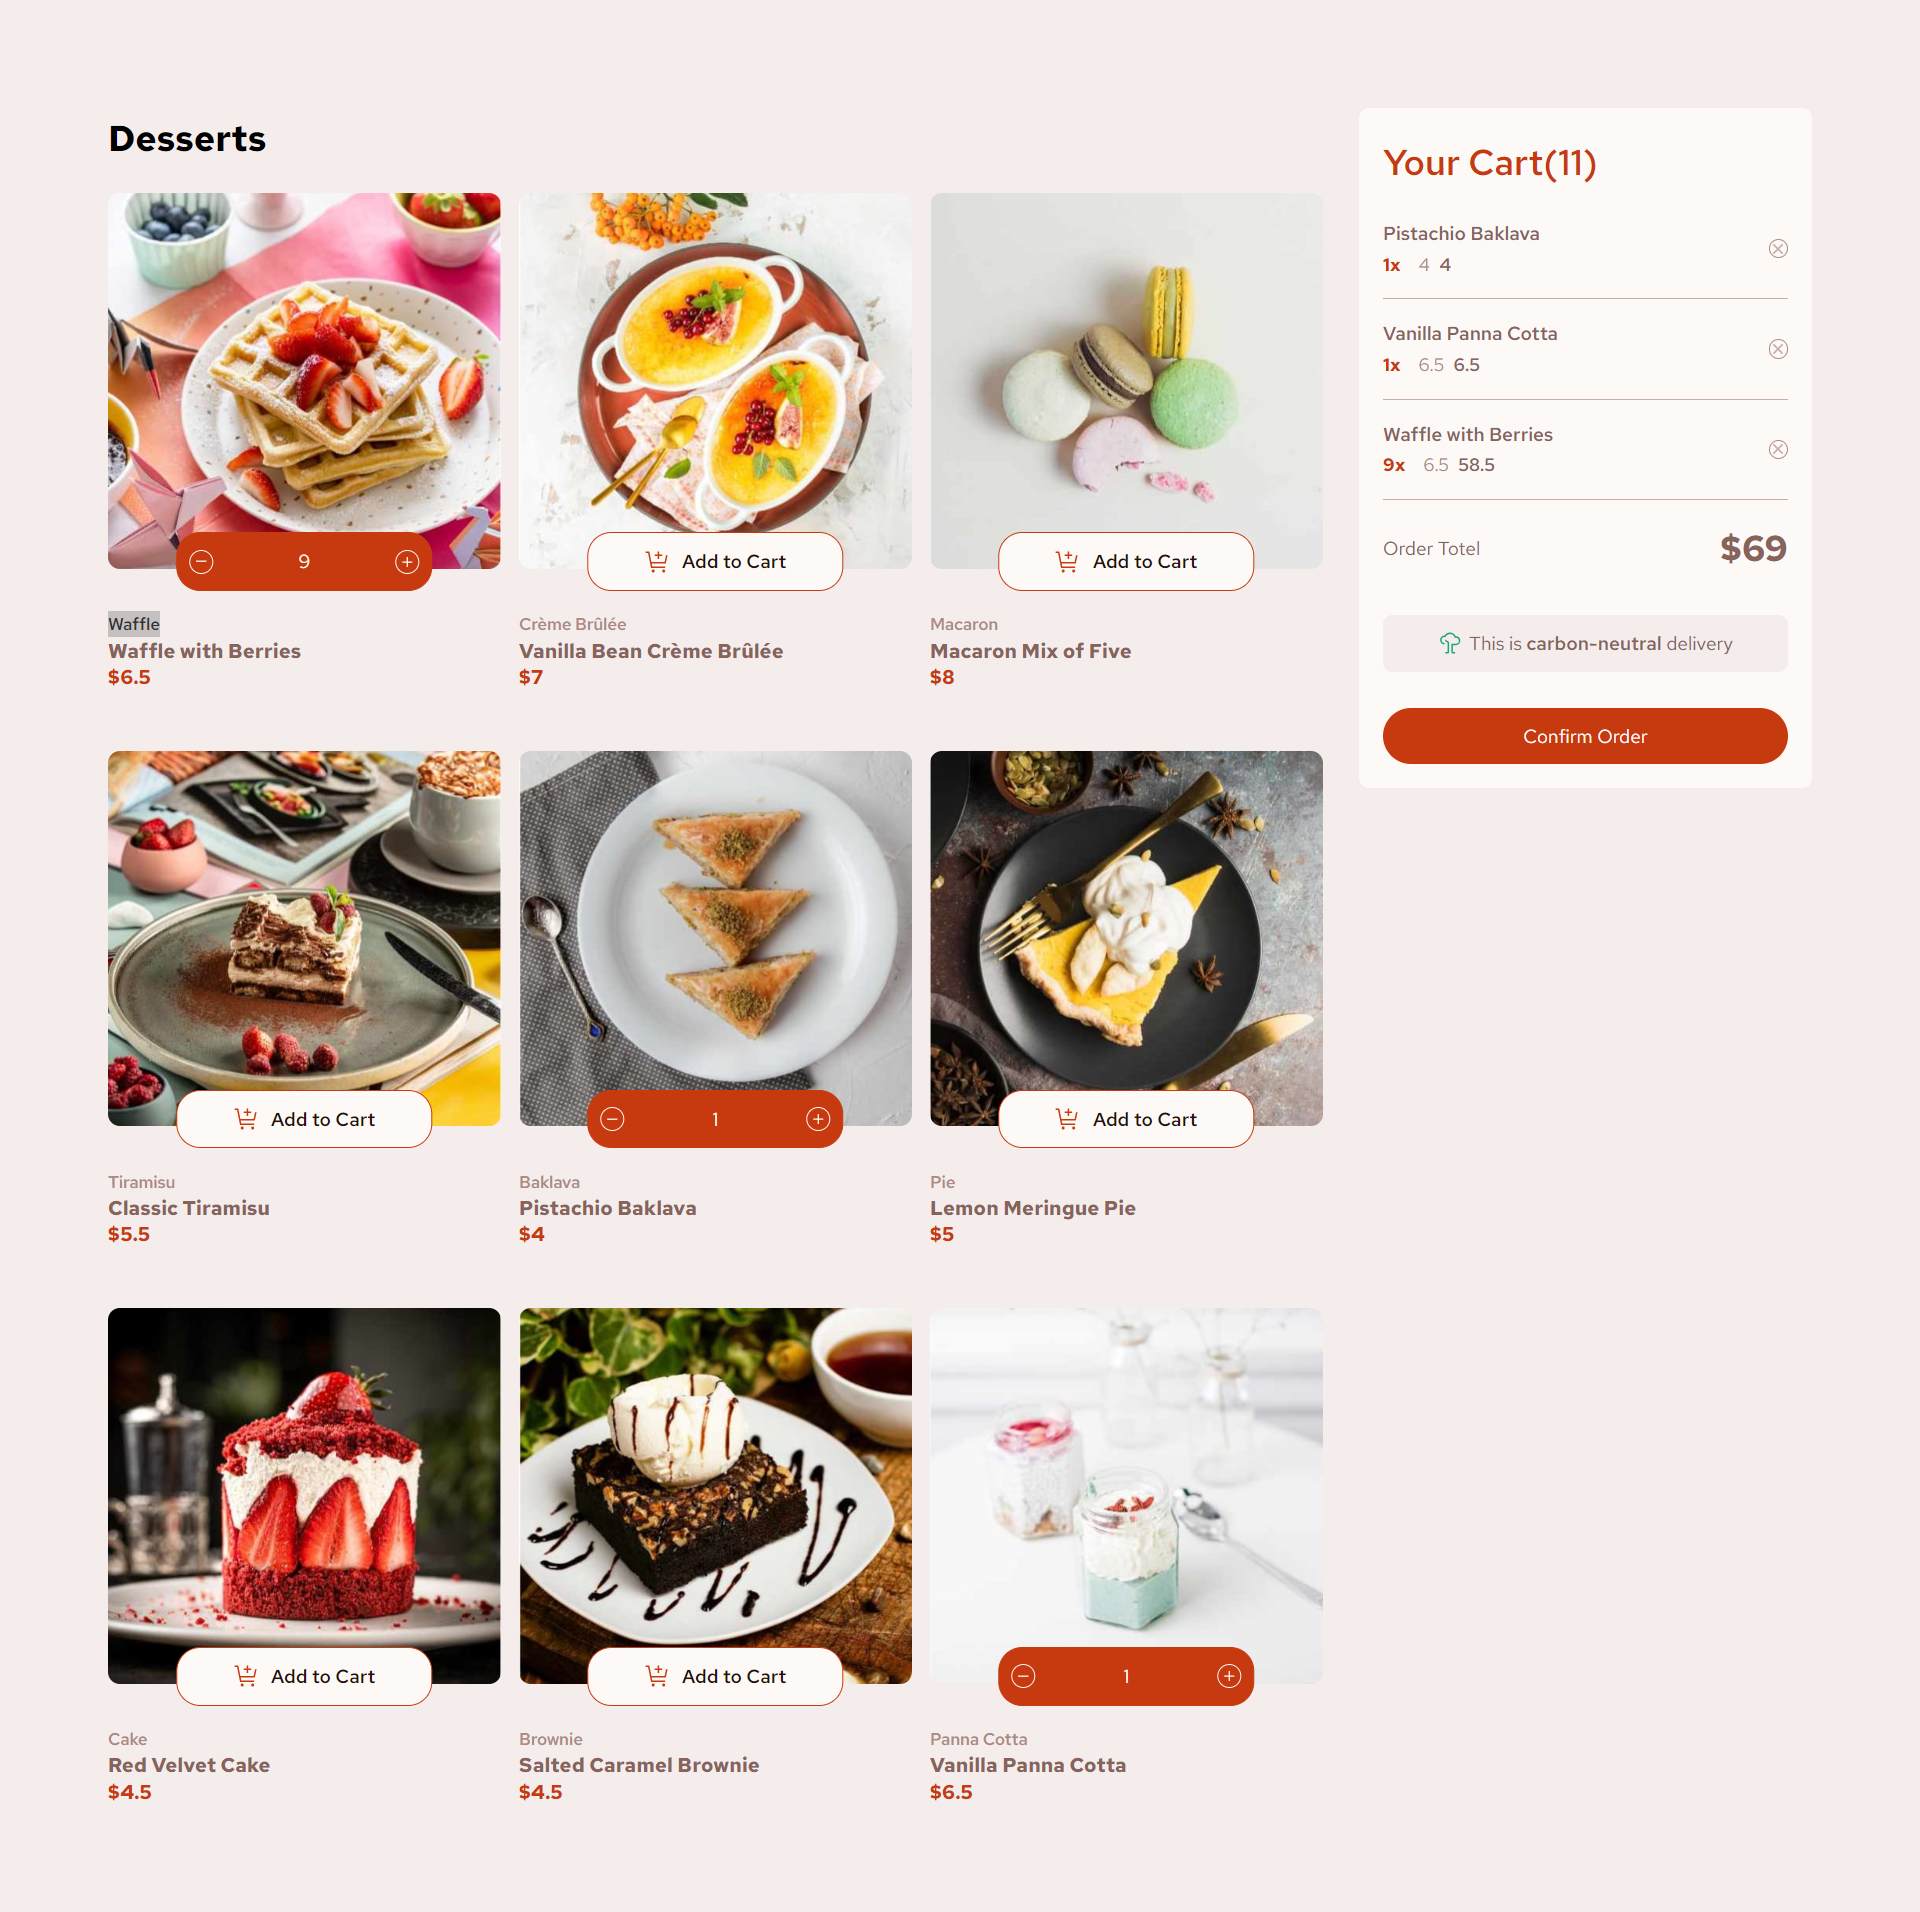 Desserts
9
Add to Cart
Add to Cart
Waffle
Waffle with Berries
$6.5
Crème Brûlée
Vanilla Bean Crème Brûlée
$7
Macaron
Macaron Mix of Five
$8
Add to Cart
1
Add to Cart
Tiramisu
Classic Tiramisu
$5.5
Baklava
Pistachio Baklava
$4
Pie
Lemon Meringue Pie
$5
Add to Cart
Add to Cart
1
Cake
Red Velvet Cake
$4.5
Brownie
Salted Caramel Brownie
$4.5
Panna Cotta
Vanilla Panna Cotta
$6.5
Your Cart(11)
Pistachio Baklava
1x 4 4
Vanilla Panna Cotta
1x 6.5 6.5
Waffle with Berries
9x 6.5 58.5
Order Totel $69
This is carbon-neutral delivery
Confirm Order